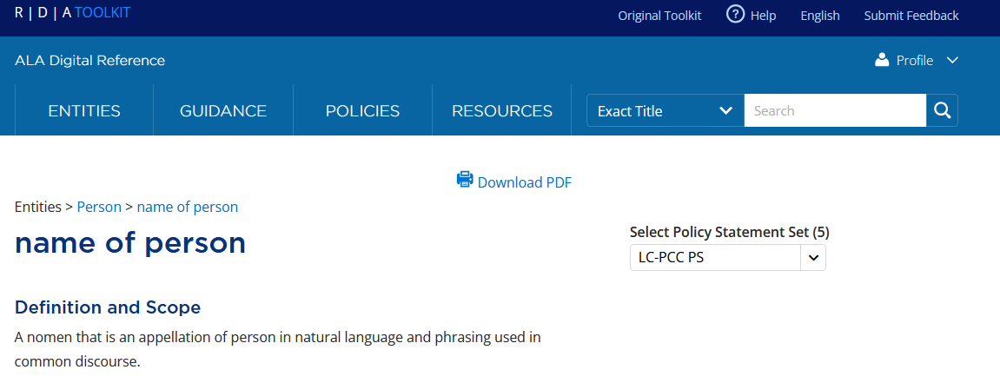 R | D | A TOOLKIT
Original Toolkit Help English Submit Feedback
ALA Digital Reference
Profile
ENTITIES GUIDANCE POLICIES RESOURCES Exact Title Search
Download PDF
Entities > Person > name of person
name of person
Select Policy Statement Set (5)
LC-PCC PS
Definition and Scope
A nomen that is an appellation of person in natural language and phrasing used in
common discourse.